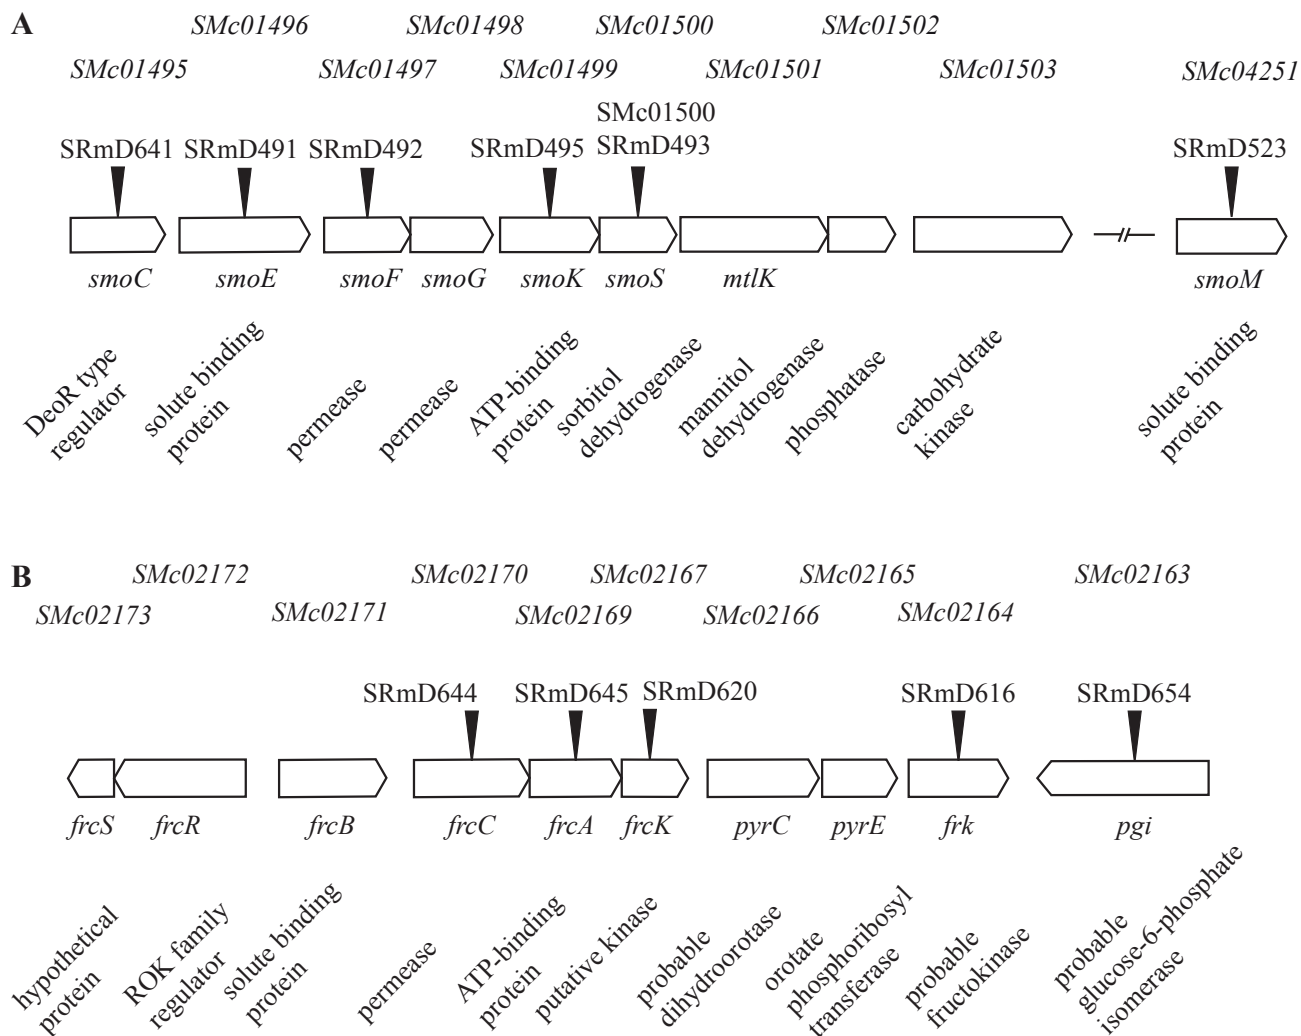 A
SMc01496 SMc01498 SMc01500 SMc01502
SMc01495 SMc01497 SMc01499 SMc01501 SMc01503 SMc04251
SMc01500
SRmD641 SRmD491 SRmD492 SRmD495 SRmD493 SRmD523
smoC smoE smoF smoG smoK smoS mtlK smoM
DeoR type
regulator
solute binding
protein
permease
permease
ATP-binding
protein
sorbitol
dehydrogenase
mannitol
dehydrogenase
phosphatase
carbohydrate
kinase
solute binding
protein
B
SMc02172 SMc02170 SMc02167 SMc02165 SMc02163
SMc02173 SMc02171 SMc02169 SMc02166 SMc02164
SRmD644 SRmD645 SRmD620 SRmD616 SRmD654
frcS frcR frcB frcC frcA frcK pyrC pyrE frk pgi
hypothetical
protein
ROK family
regulator
solute binding
protein
permease
ATP-binding
protein
putative kinase
probable
dihydroorotase
orotate
phosphoribosyl
transferase
probable
fructokinase
probable
glucose-6-phosphate
isomerase